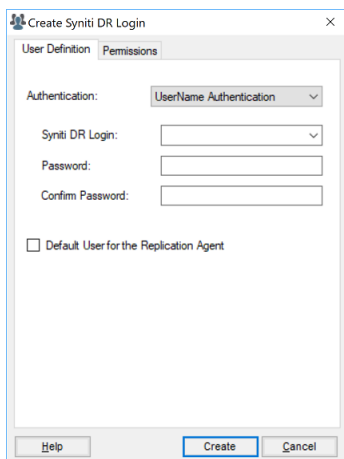 Create Syniti DR Login
User Definition Permissions
Authentication: UserName Authentication
Syniti DR Login:
Password:
Confirm Password:
Default User for the Replication Agent
Help Create Cancel